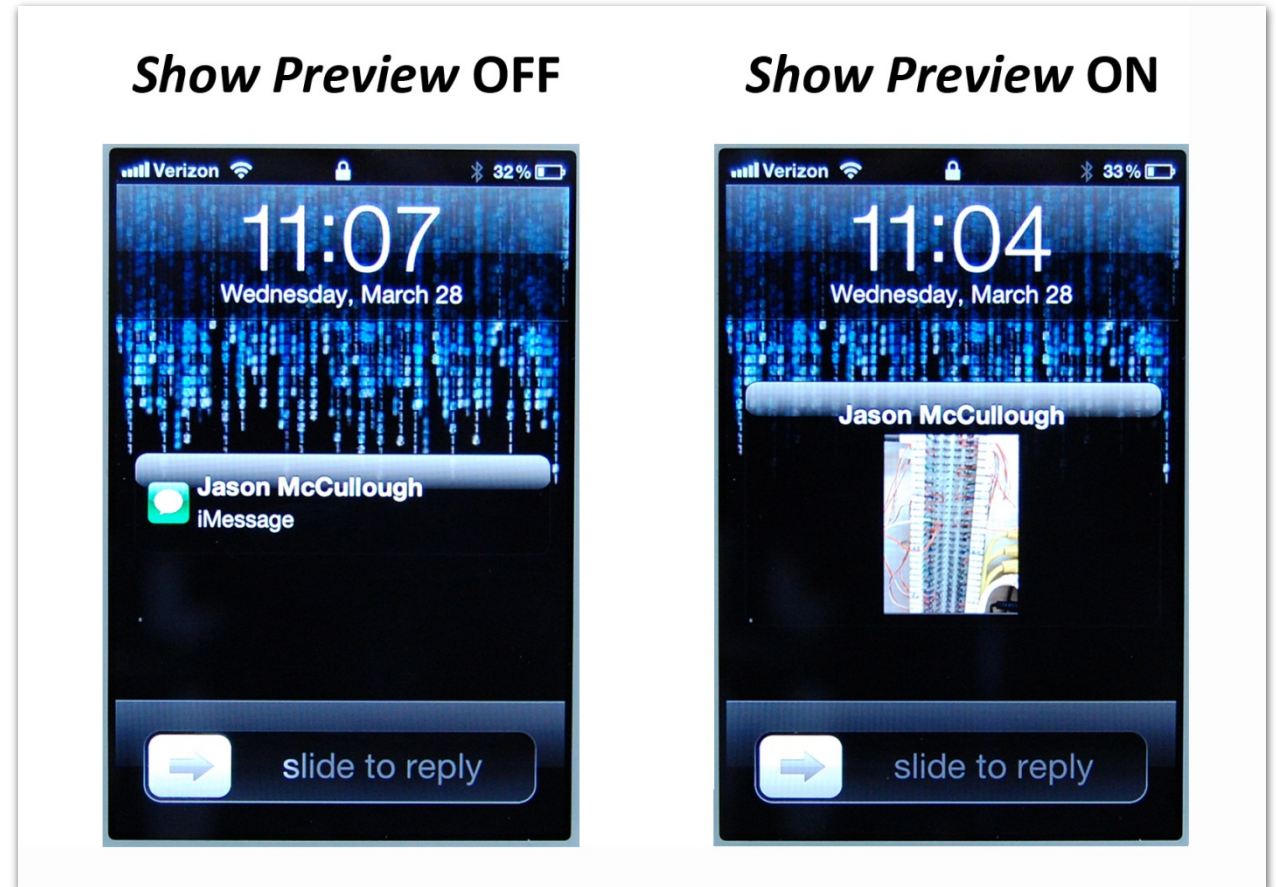 Show Preview OFF
Show Preview ON
Verizon 32%
11:07
Wednesday, March 28
Jason McCullough
iMessage
slide to reply
Verizon 33%
11:04
Wednesday, March 28
Jason McCullough
slide to reply